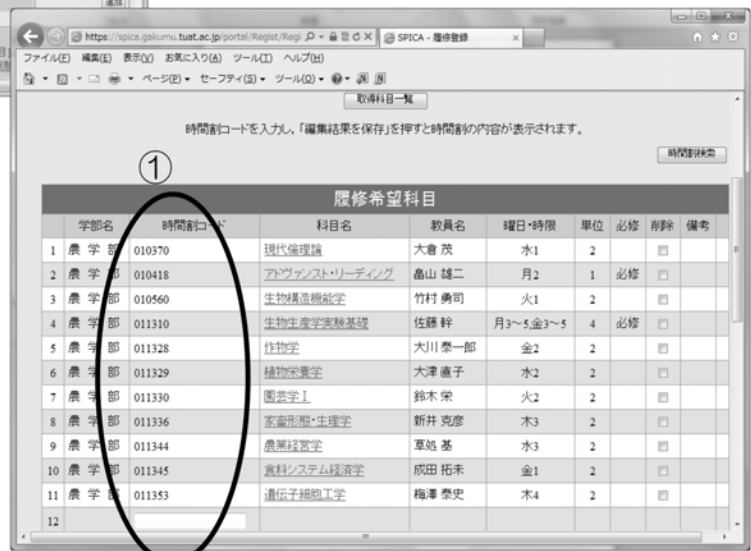 追加
https://spica.gakumu.tuat.ac.jp/portal/Regist/Regi
SPICA - 履修登録
ファイル(F) 編集(E) 表示(V) お気に入り(A) ツール(T) ヘルプ(H)
ページ(P) セーフティ(S) ツール(O)
取得科目一覧
時間割コードを入力し、「編集結果を保存」を押すと時間割の内容が表示されます。
時間割検索
①
履修希望科目
学部名 時間割コード 科目名 教員名 曜日・時限 単位 必修 削除 備考
1 農学部 010370 現代倫理論 大倉 茂 水1 2
2 農学部 010418 アドヴァンスト・リーディング 畠山 雄二 月2 1 必修
3 農学部 010560 生物構造機能学 竹村 勇司 火1 2
4 農学部 011310 生物生産学実験基礎 佐藤 幹 月3～5,金3～5 4 必修
5 農学部 011328 作物学 大川 泰一郎 金2 2
6 農学部 011329 植物栄養学 大津 直子 水2 2
7 農学部 011330 園芸学Ⅰ 鈴木 栄 火2 2
8 農学部 011336 家畜形態・生理学 新井 克彦 木3 2
9 農学部 011344 農業経営学 草処 基 水3 2
10 農学部 011345 食料システム経済学 成田 拓未 金1 2
11 農学部 011353 遺伝子細胞工学 梅澤 泰史 木4 2
12